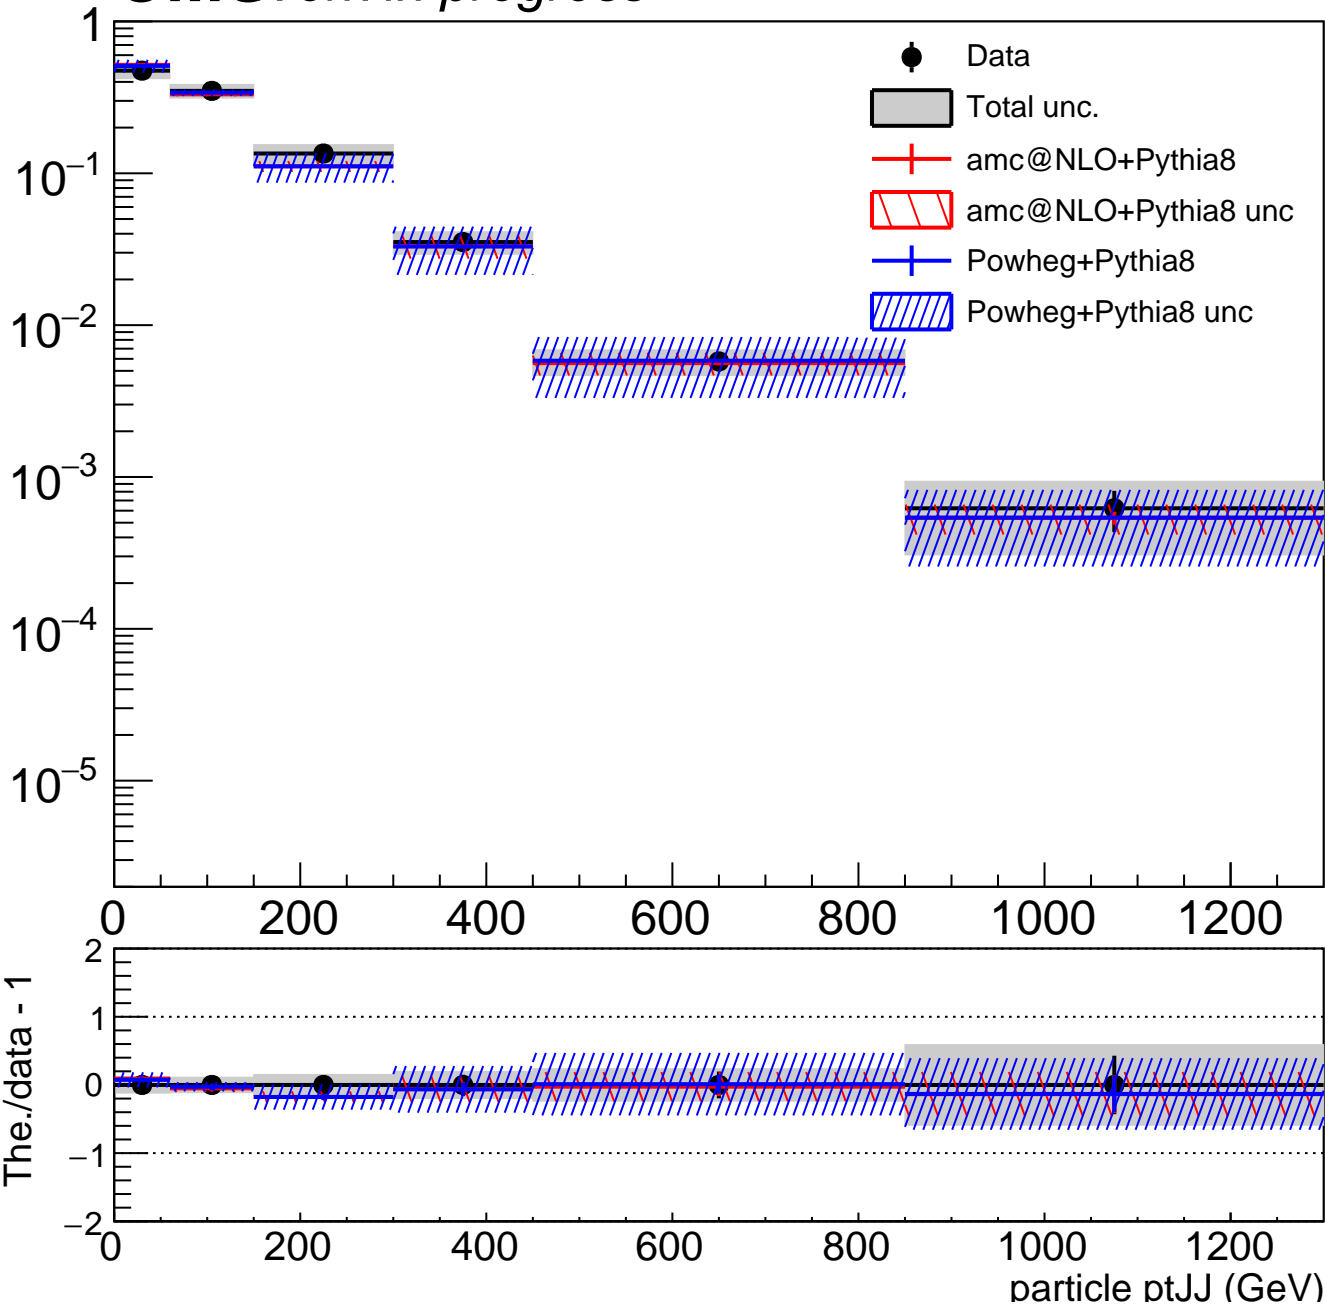 1
Data
Total unc.
10⁻¹
amc@NLO+Pythia8
amc@NLO+Pythia8 unc
Powheg+Pythia8
10⁻²
Powheg+Pythia8 unc
10⁻³
10⁻⁴
10⁻⁵
0 200 400 600 800 1000 1200
2
1
0
−1
−2
The./data - 1
0 200 400 600 800 1000 1200
particle ptJJ (GeV)